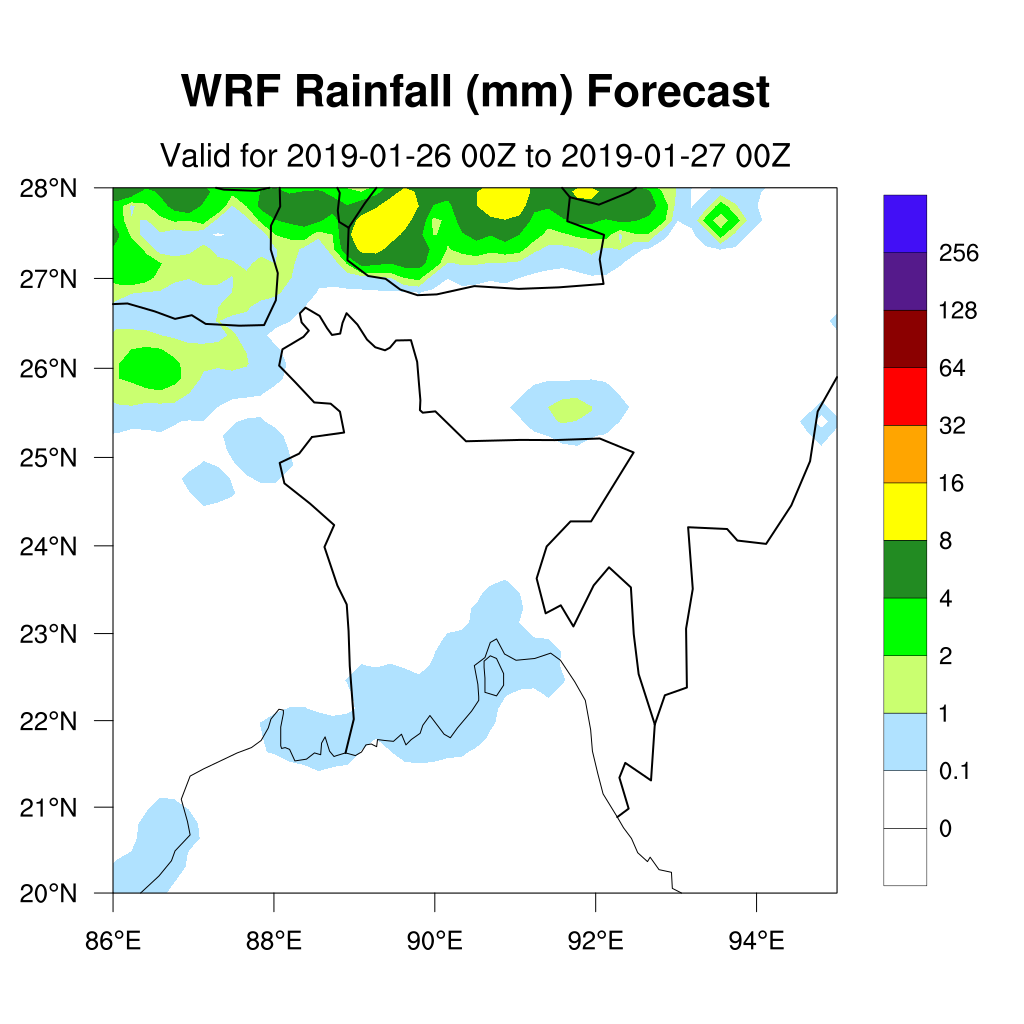 WRF Rainfall (mm) Forecast
Valid for 2019-01-26 00Z to 2019-01-27 00Z
28°N
27°N
26°N
25°N
24°N
23°N
22°N
21°N
20°N
86°E 88°E 90°E 92°E 94°E
256
128
64
32
16
8
4
2
1
0.1
0